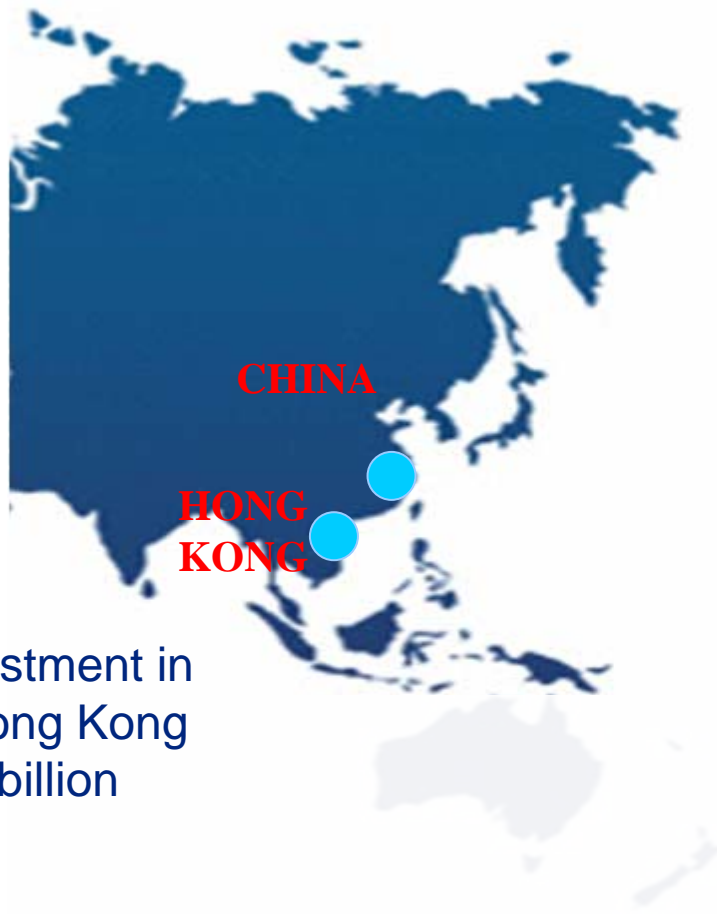 CHINA
HONG
KONG
stment in
ong Kong
billion